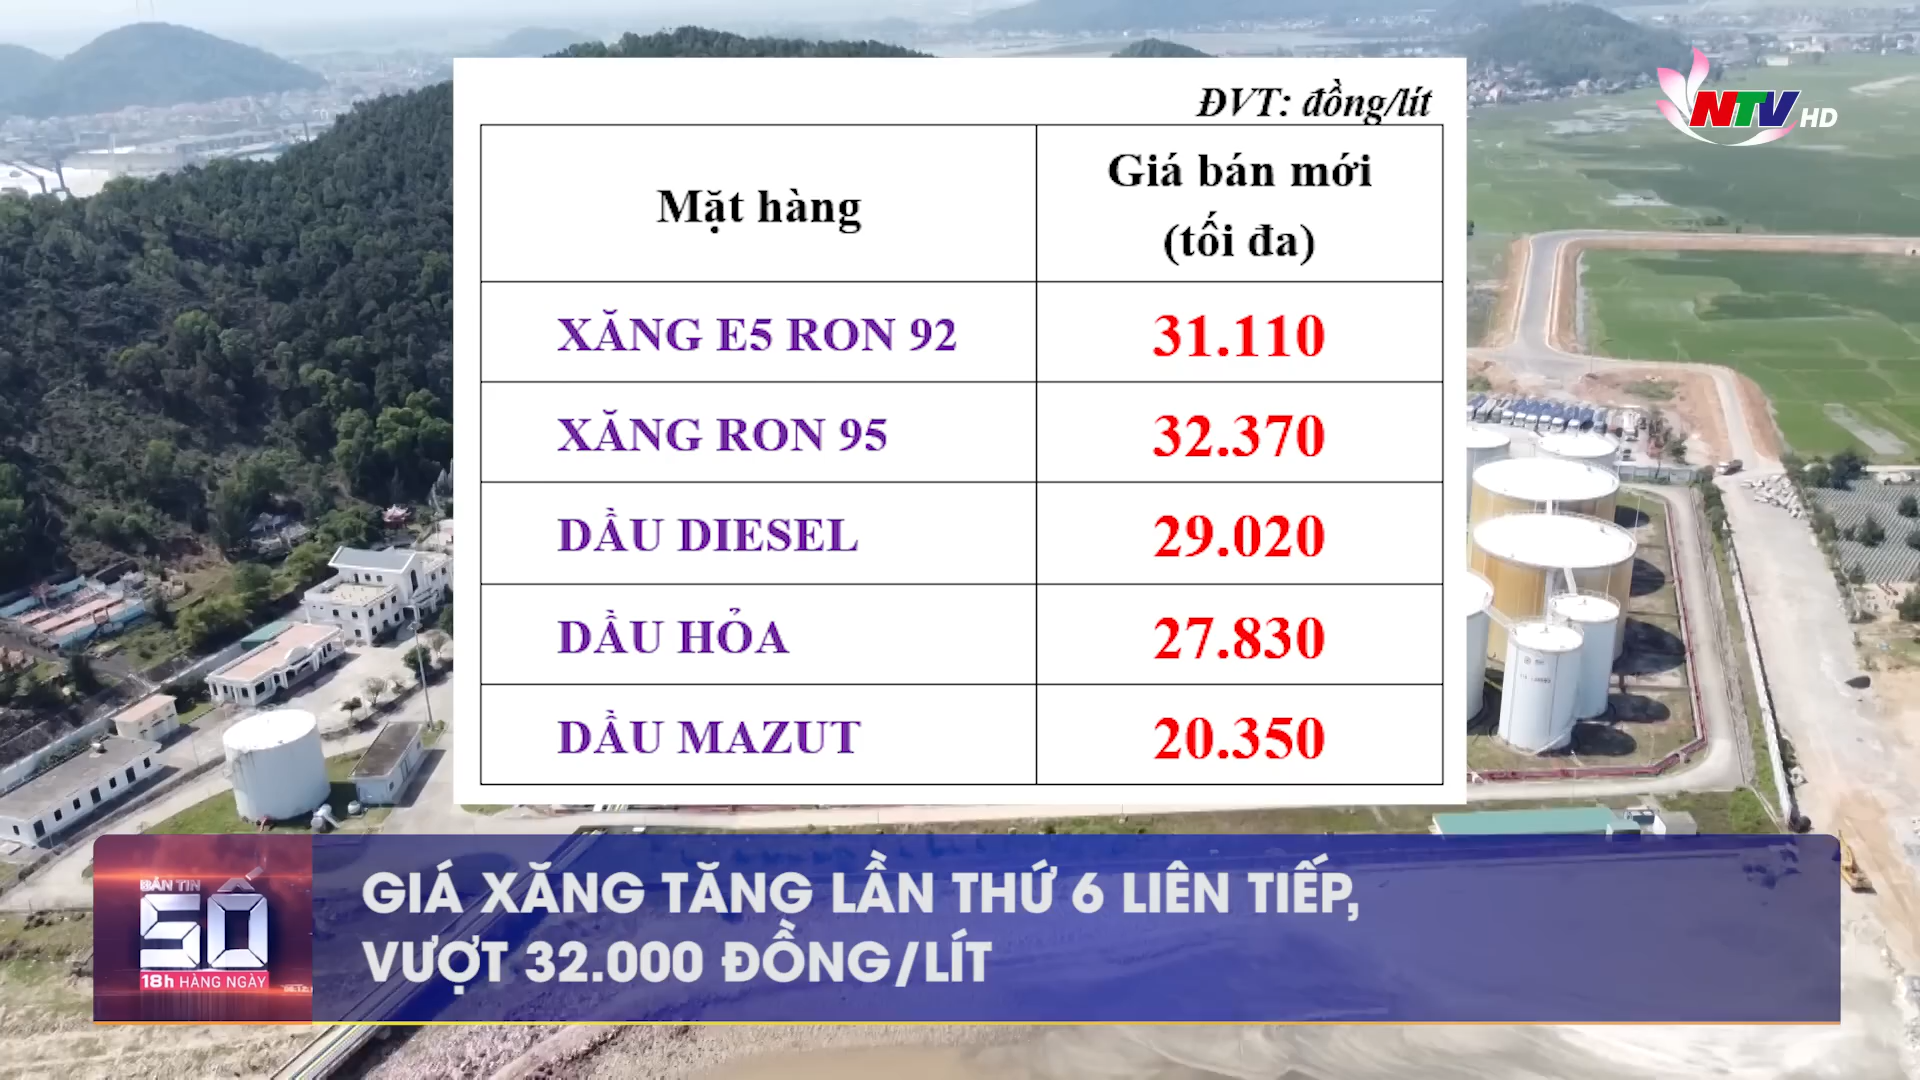 NTV HD
ĐVT: đồng/lít
Mặt hàng
Giá bán mới
(tối đa)
XĂNG E5 RON 92
31.110
XĂNG RON 95
32.370
DẦU DIESEL
29.020
DẦU HỎA
27.830
DẦU MAZUT
20.350
BẢN TIN
SỐ
18h HÀNG NGÀY
GIÁ XĂNG TĂNG LẦN THỨ 6 LIÊN TIẾP,
VƯỢT 32.000 ĐỒNG/LÍT